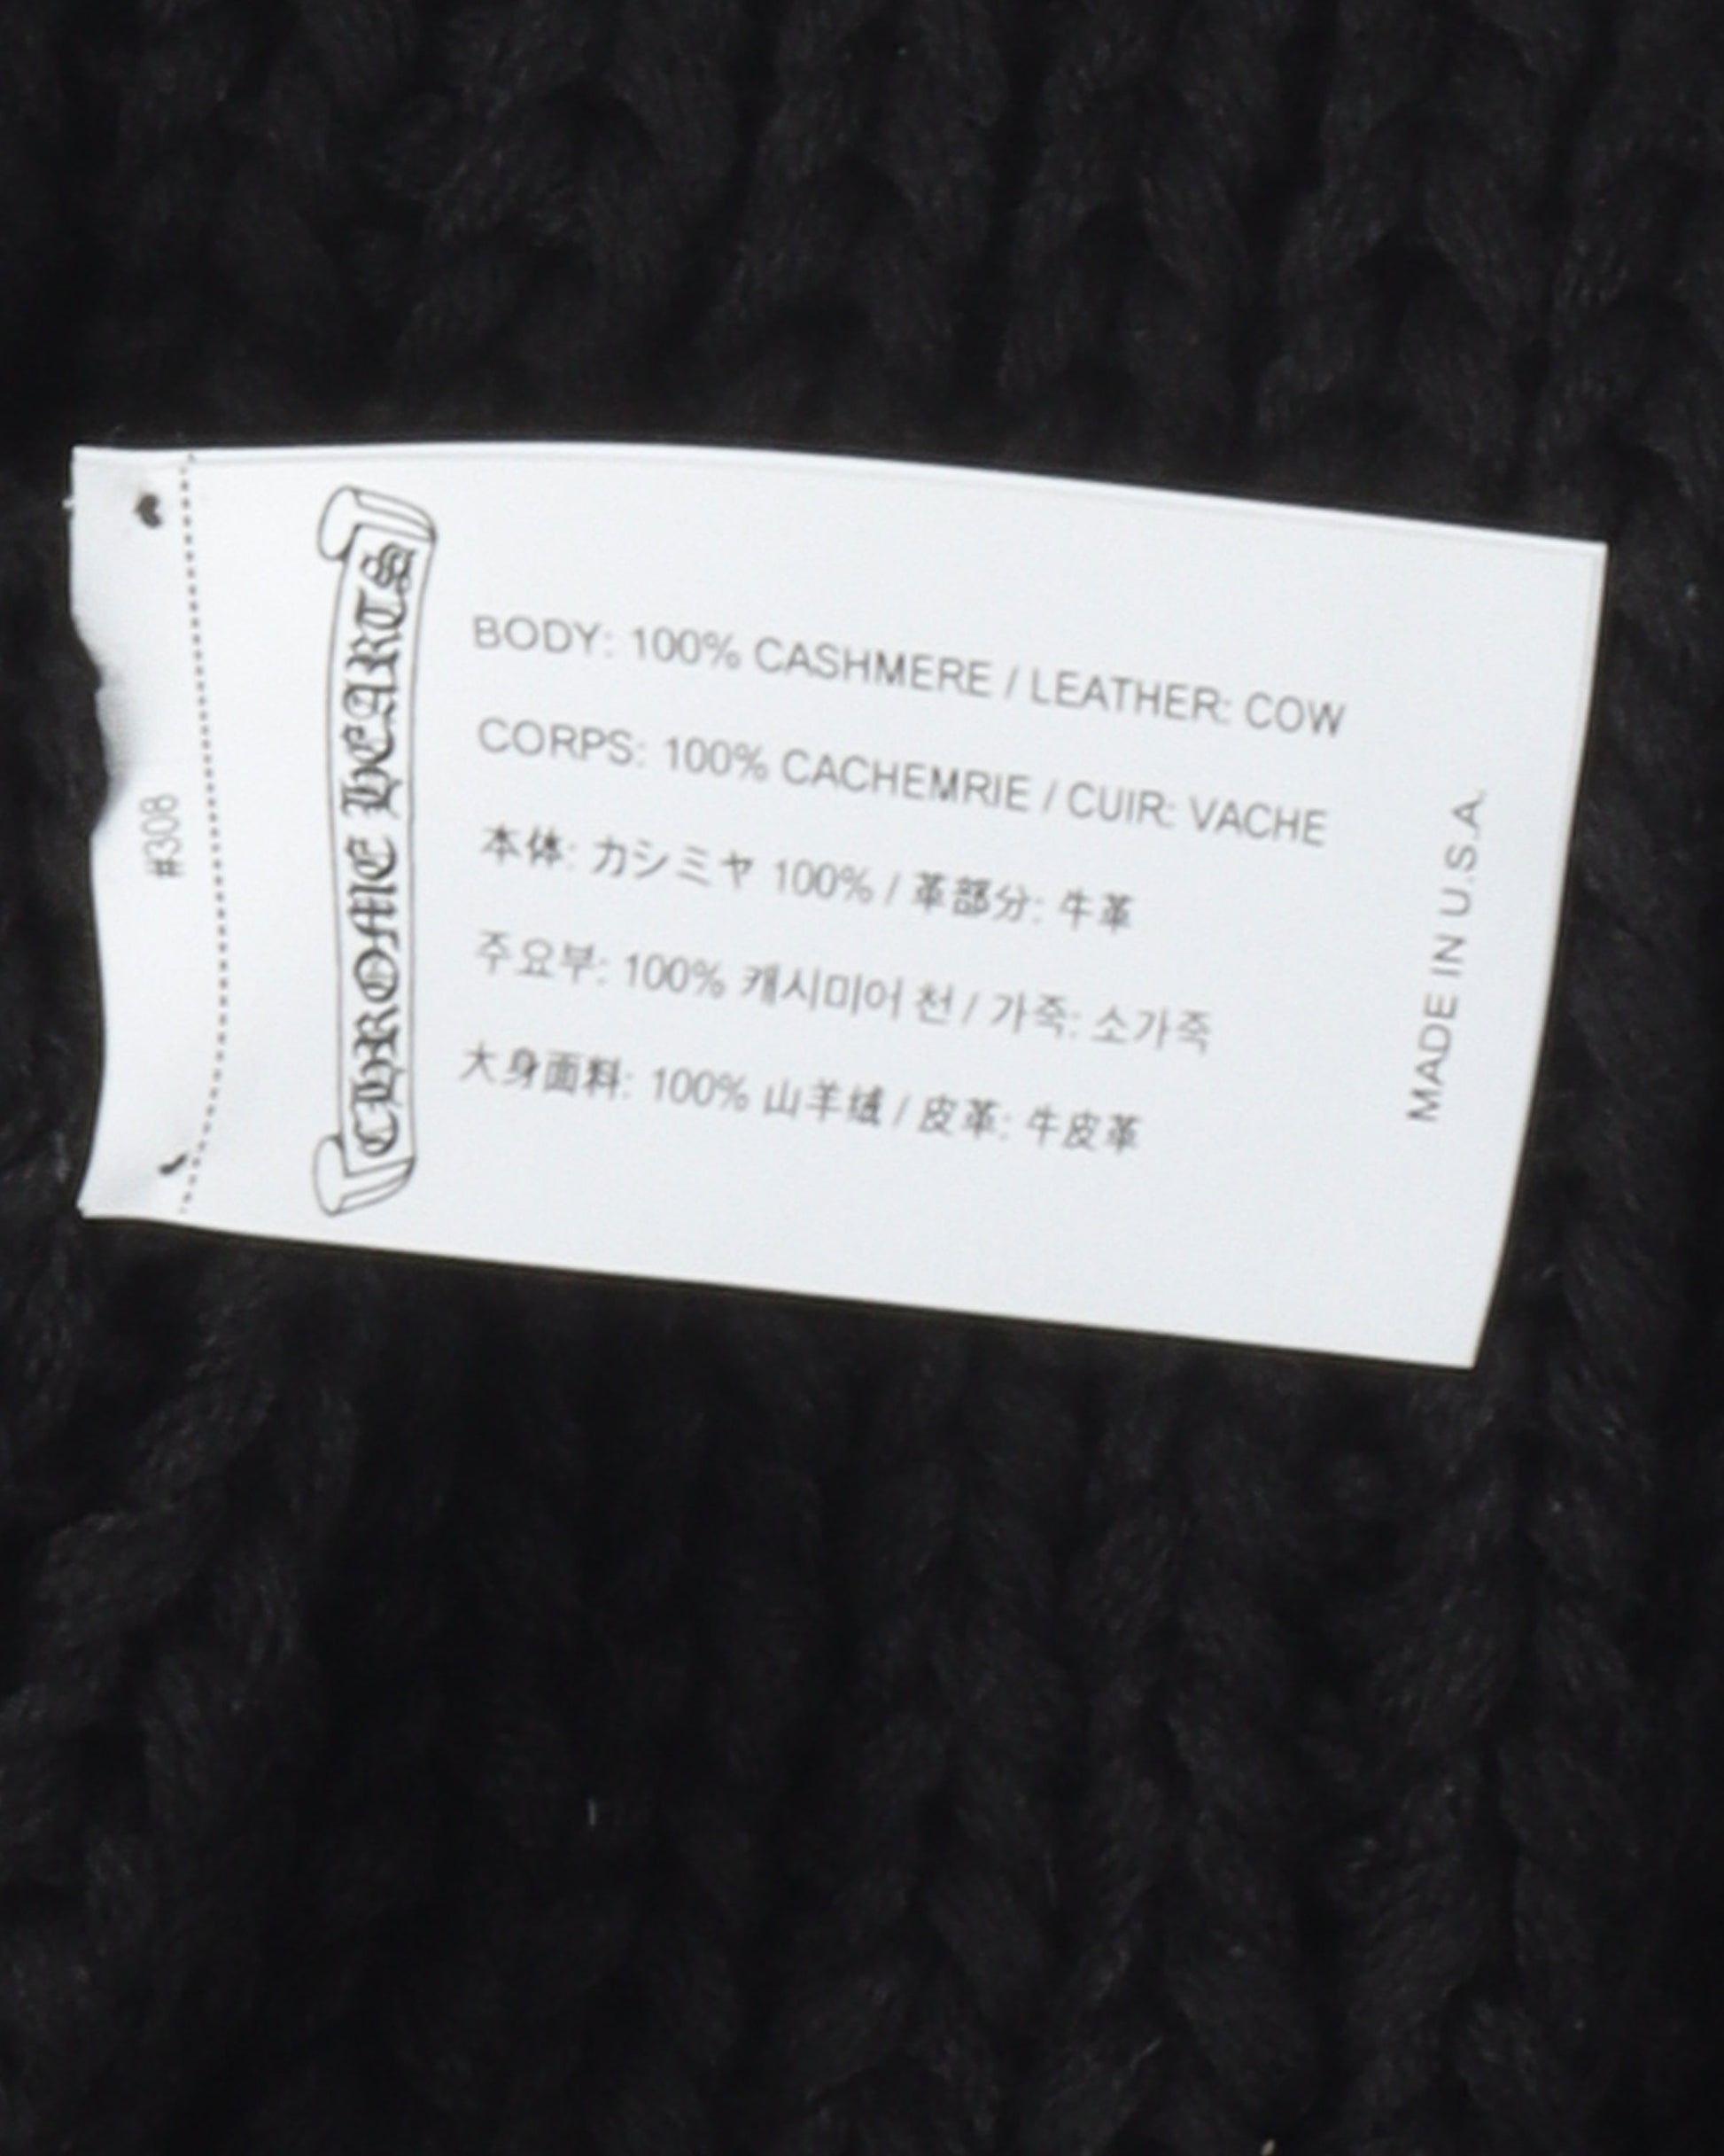 #308
CHROME HEARTS
BODY: 100% CASHMERE / LEATHER: COW
CORPS: 100% CACHEMRIE / CUIR: VACHE
本体: カシミヤ 100% / 革部分: 牛革
주요부: 100% 캐시미어 천 / 가죽: 소가죽
大身面料: 100% 山羊绒 / 皮革: 牛皮革
MADE IN U.S.A.